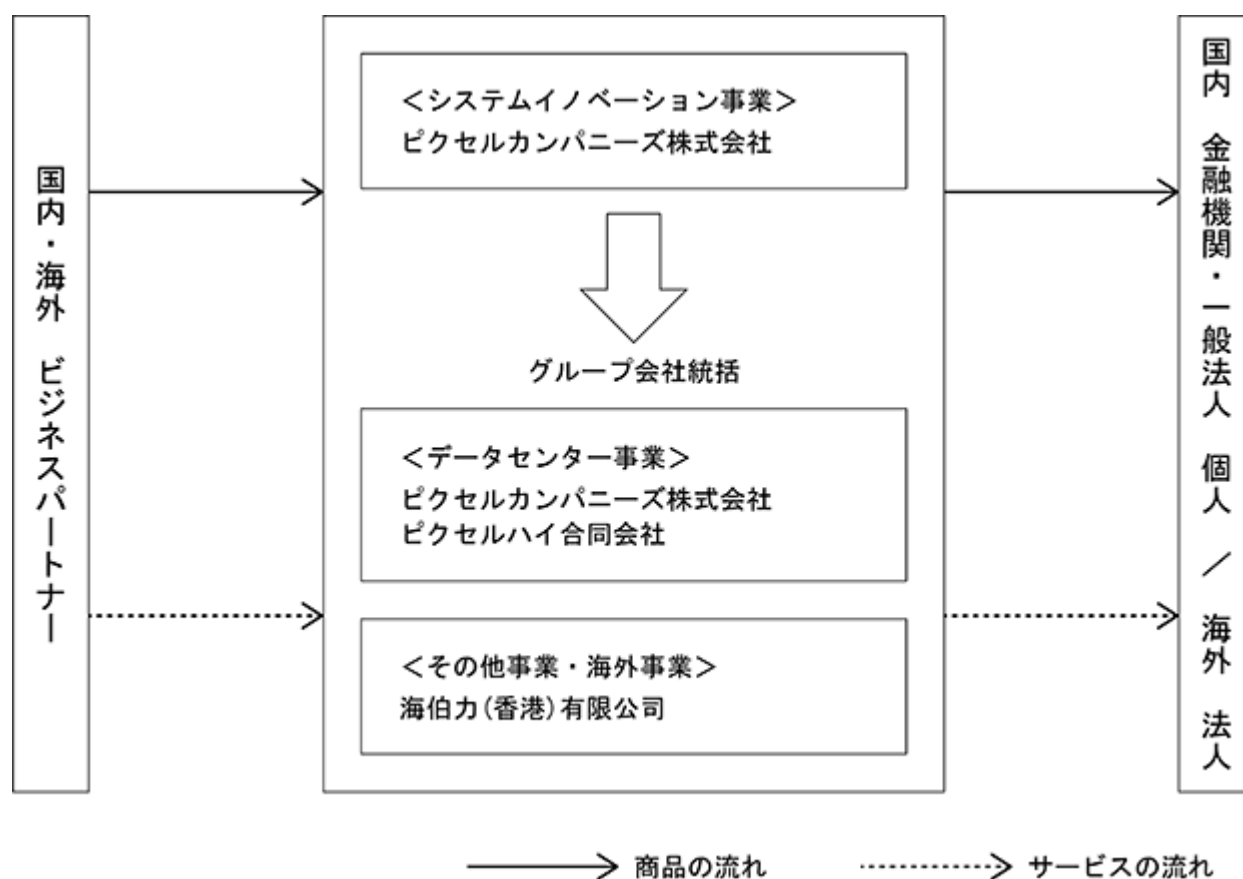 国内・海外 ビジネスパートナー
＜システムイノベーション事業＞
ピクセルカンパニーズ株式会社
グループ会社統括
＜データセンター事業＞
ピクセルカンパニーズ株式会社
ピクセルハイ合同会社
＜その他事業・海外事業＞
海伯力(香港)有限公司
国内 金融機関・一般法人 個人 ／ 海外 法人
商品の流れ
サービスの流れ